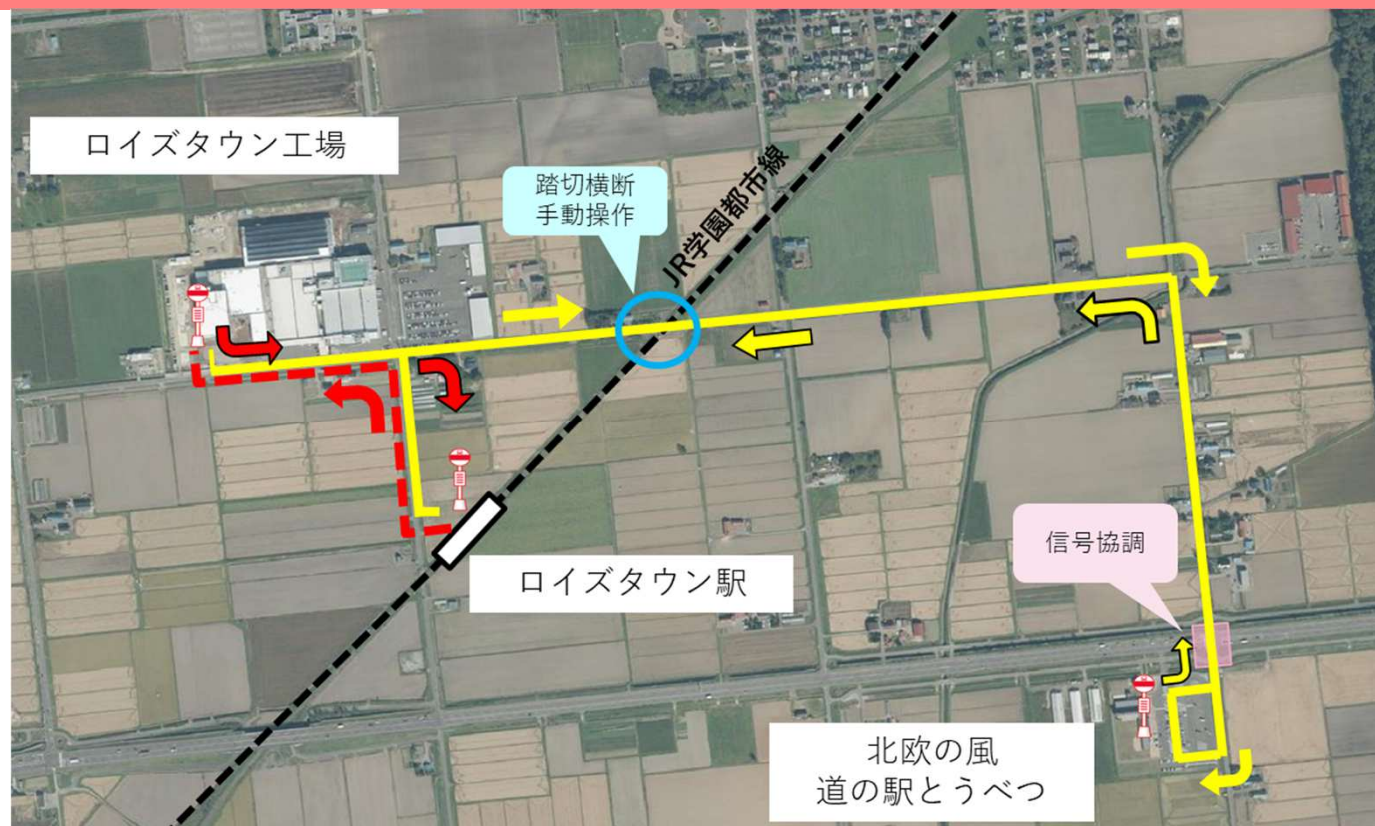 ロイズタウン工場
踏切横断
手動操作
JR学園都市線
信号協調
ロイズタウン駅
北欧の風
道の駅とうべつ